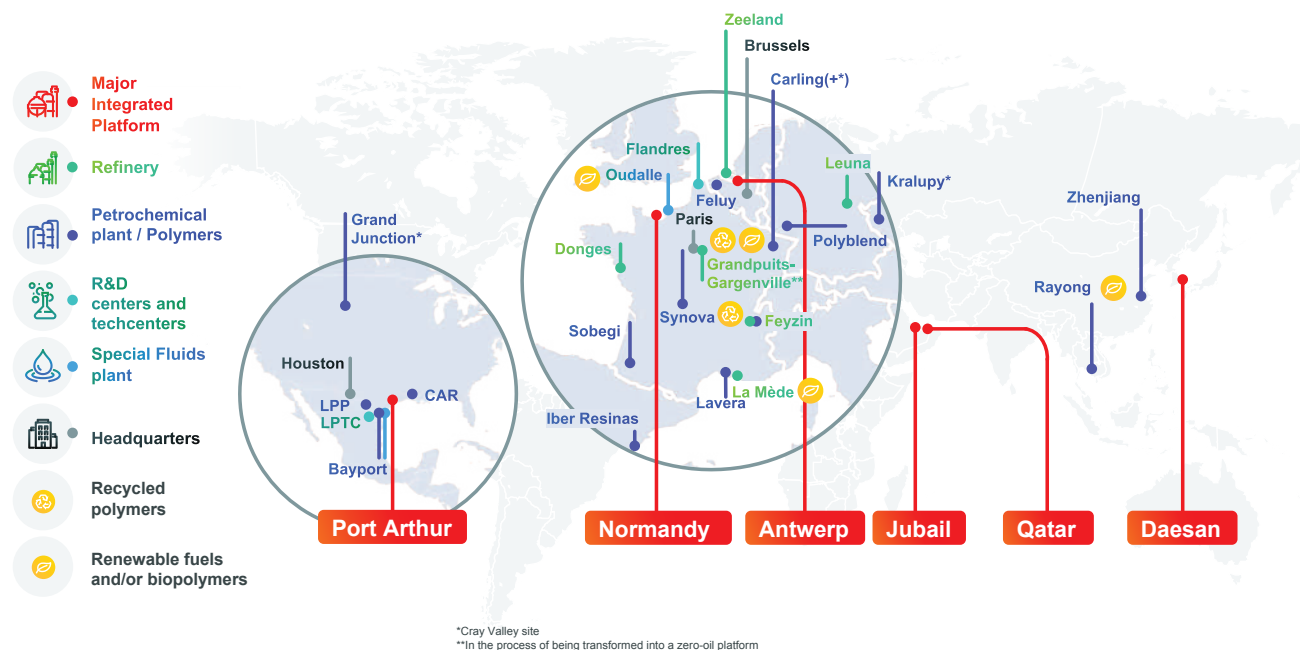 Major
Integrated
Platform
Refinery
Petrochemical
plant / Polymers
R&D
centers and
techcenters
Special Fluids
plant
Headquarters
Recycled
polymers
Renewable fuels
and/or biopolymers
Grand
Junction*
Houston
LPP
LPTC
CAR
Bayport
Port Arthur
Zeeland
Brussels
Carling(+*)
Flandres
Oudalle
Feluy
Paris
Leuna
Kralupy*
Polyblend
Donges
Grandpuits-
Gargenville**
Synova
Feyzin
Sobegi
La Mède
Lavera
Iber Resinas
Normandy
Antwerp
Zhenjiang
Rayong
Jubail
Qatar
Daesan
*Cray Valley site
**In the process of being transformed into a zero-oil platform